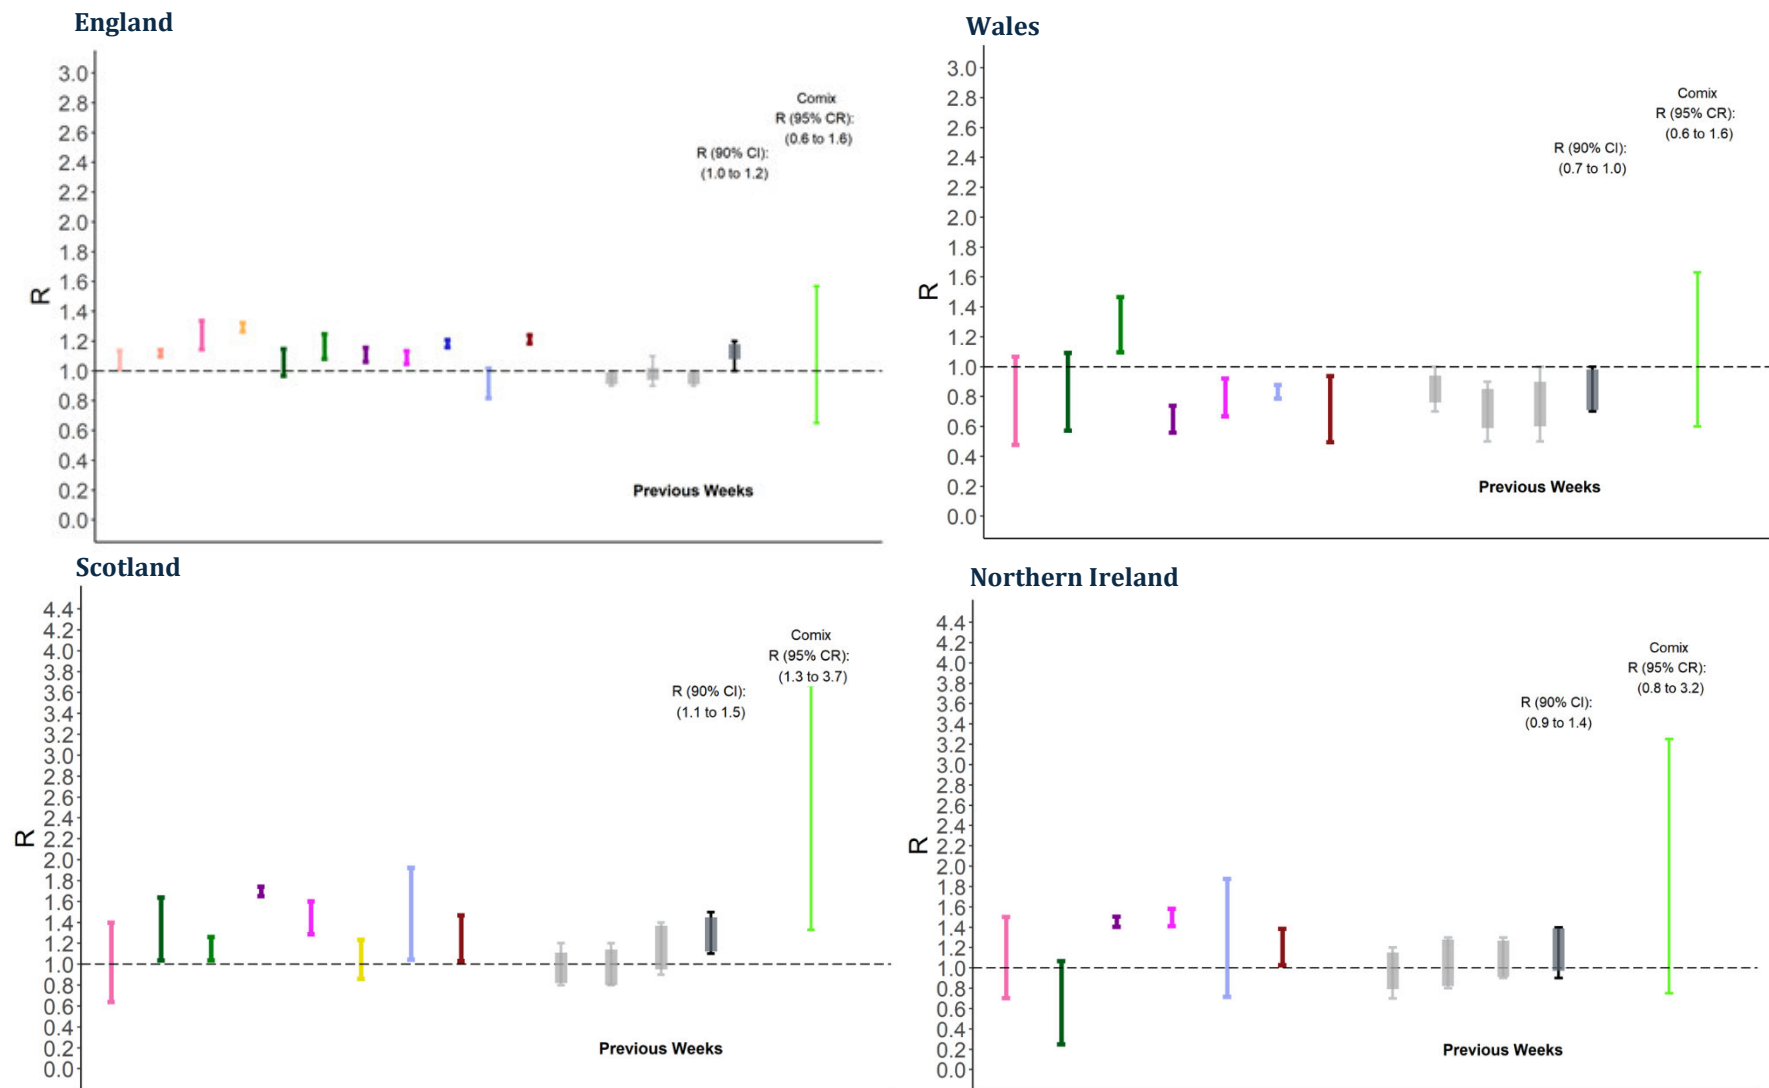 England
3.0
2.8
2.6
2.4
2.2
2.0
1.8
1.6
1.4
1.2
1.0
0.8
0.6
0.4
0.2
0.0
R
Comix
R (95% CR):
(0.6 to 1.6)
R (90% CI):
(1.0 to 1.2)
Previous Weeks
Wales
3.0
2.8
2.6
2.4
2.2
2.0
1.8
1.6
1.4
1.2
1.0
0.8
0.6
0.4
0.2
0.0
R
Comix
R (95% CR):
(0.6 to 1.6)
R (90% CI):
(0.7 to 1.0)
Previous Weeks
Scotland
4.4
4.2
4.0
3.8
3.6
3.4
3.2
3.0
2.8
2.6
2.4
2.2
2.0
1.8
1.6
1.4
1.2
1.0
0.8
0.6
0.4
0.2
0.0
R
Comix
R (95% CR):
(1.3 to 3.7)
R (90% CI):
(1.1 to 1.5)
Previous Weeks
Northern Ireland
4.4
4.2
4.0
3.8
3.6
3.4
3.2
3.0
2.8
2.6
2.4
2.2
2.0
1.8
1.6
1.4
1.2
1.0
0.8
0.6
0.4
0.2
0.0
R
Comix
R (95% CR):
(0.8 to 3.2)
R (90% CI):
(0.9 to 1.4)
Previous Weeks